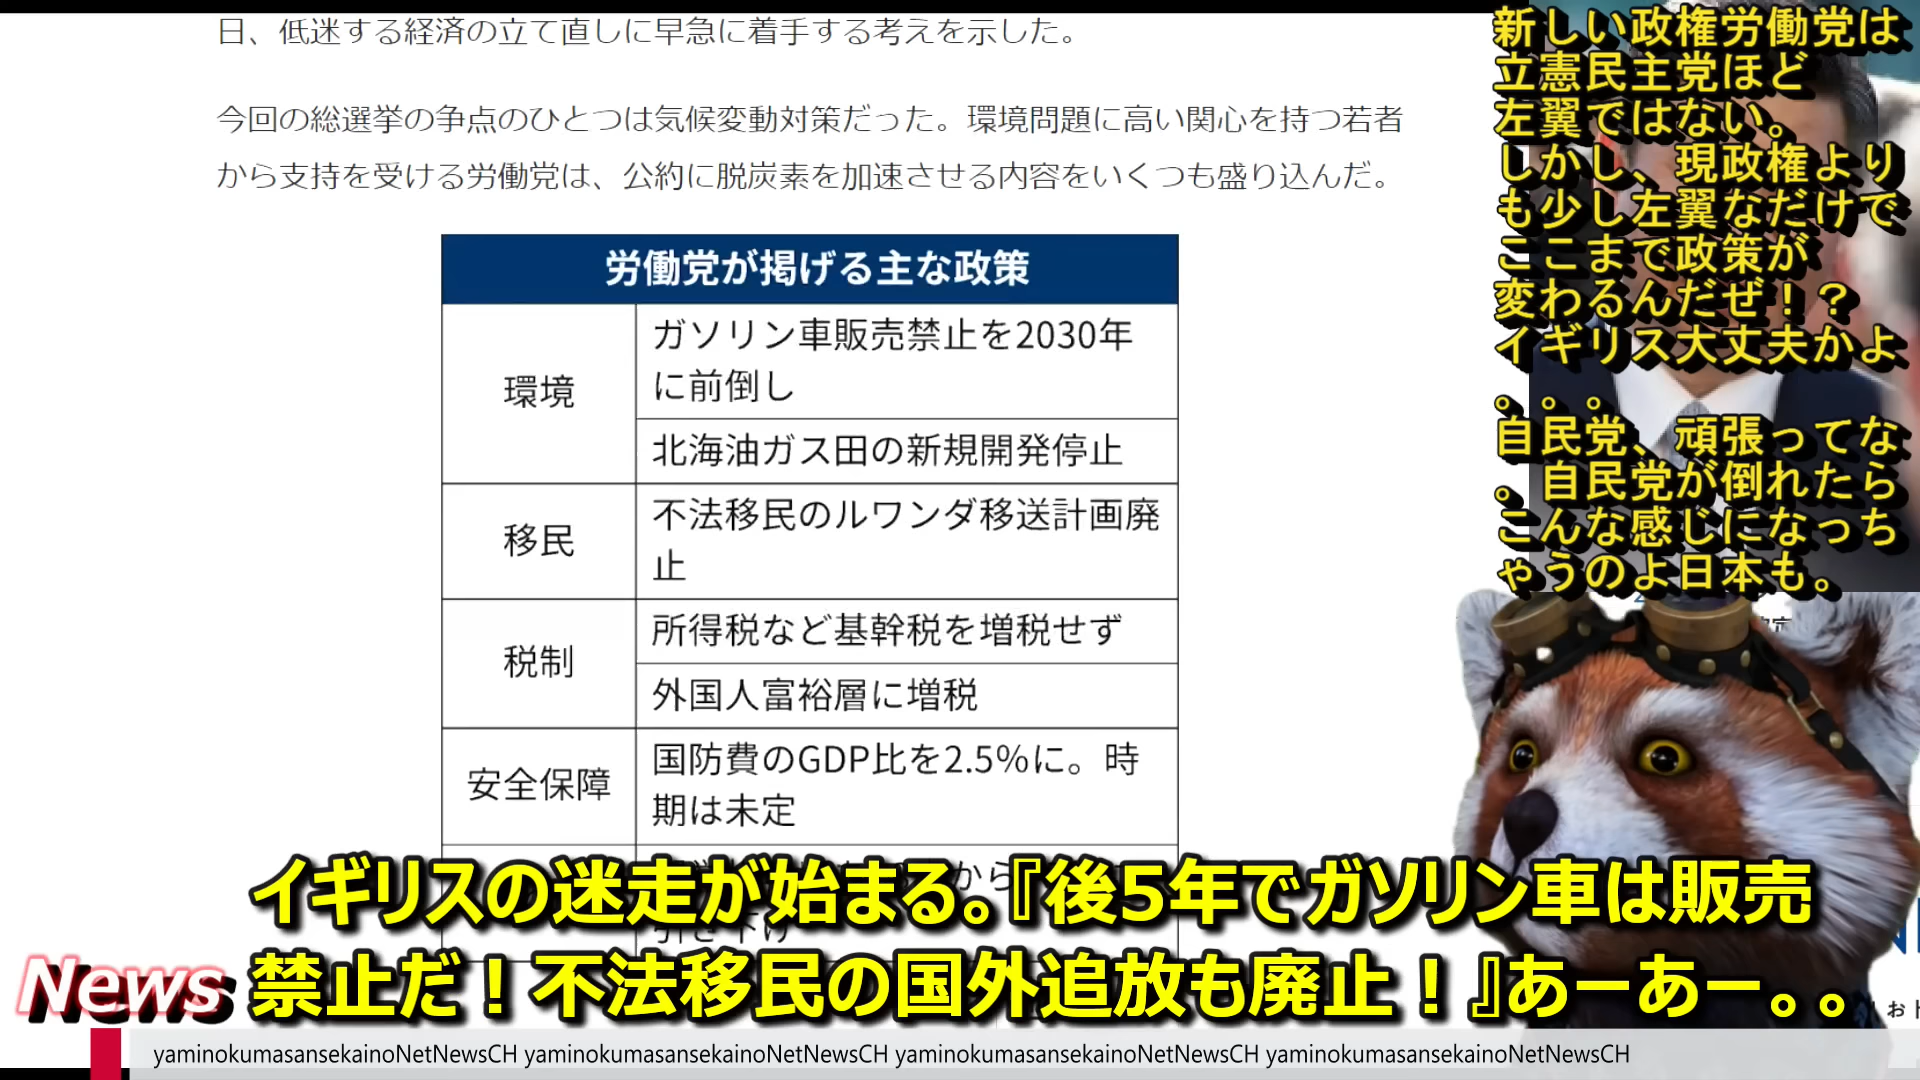 日、低迷する経済の立て直しに早急に着手する考えを示した。
今回の総選挙の争点のひとつは気候変動対策だった。環境問題に高い関心を持つ若者
から支持を受ける労働党は、公約に脱炭素を加速させる内容をいくつも盛り込んだ。
労働党が掲げる主な政策
環境
ガソリン車販売禁止を2030年
に前倒し
北海油ガス田の新規開発停止
移民
不法移民のルワンダ移送計画廃
止
税制
所得税など基幹税を増税せず
外国人富裕層に増税
安全保障
国防費のGDP比を2.5%に。時
期は未定
から
引き下げ
新しい政権労働党は
立憲民主党ほど
左翼ではない。
しかし、現政権より
も少し左翼なだけで
ここまで政策が
変わるんだぜ！？
イギリス大丈夫かよ
。。。
自民党、頑張ってな
。自民党が倒れたら
こんな感じになっち
ゃうのよ日本も。
イギリスの迷走が始まる。『後5年でガソリン車は販売
禁止だ！不法移民の国外追放も廃止！』あーあー。。
News
yaminokumasansekainoNetNewsCH yaminokumasansekainoNetNewsCH yaminokumasansekainoNetNewsCH yaminokumasansekainoNetNewsCH